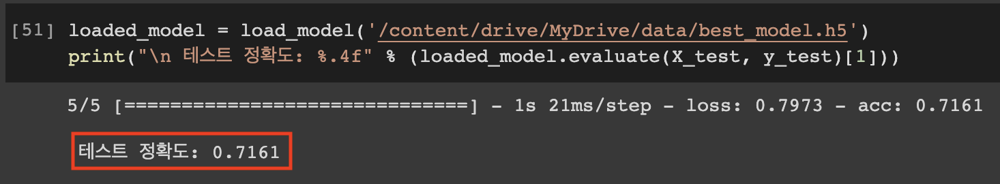 [51] loaded_model = load_model('/content/drive/MyDrive/data/best_model.h5')
print("\n 테스트 정확도: %.4f" % (loaded_model.evaluate(X_test, y_test)[1]))
5/5 [==============================] - 1s 21ms/step - loss: 0.7973 - acc: 0.7161
테스트 정확도: 0.7161